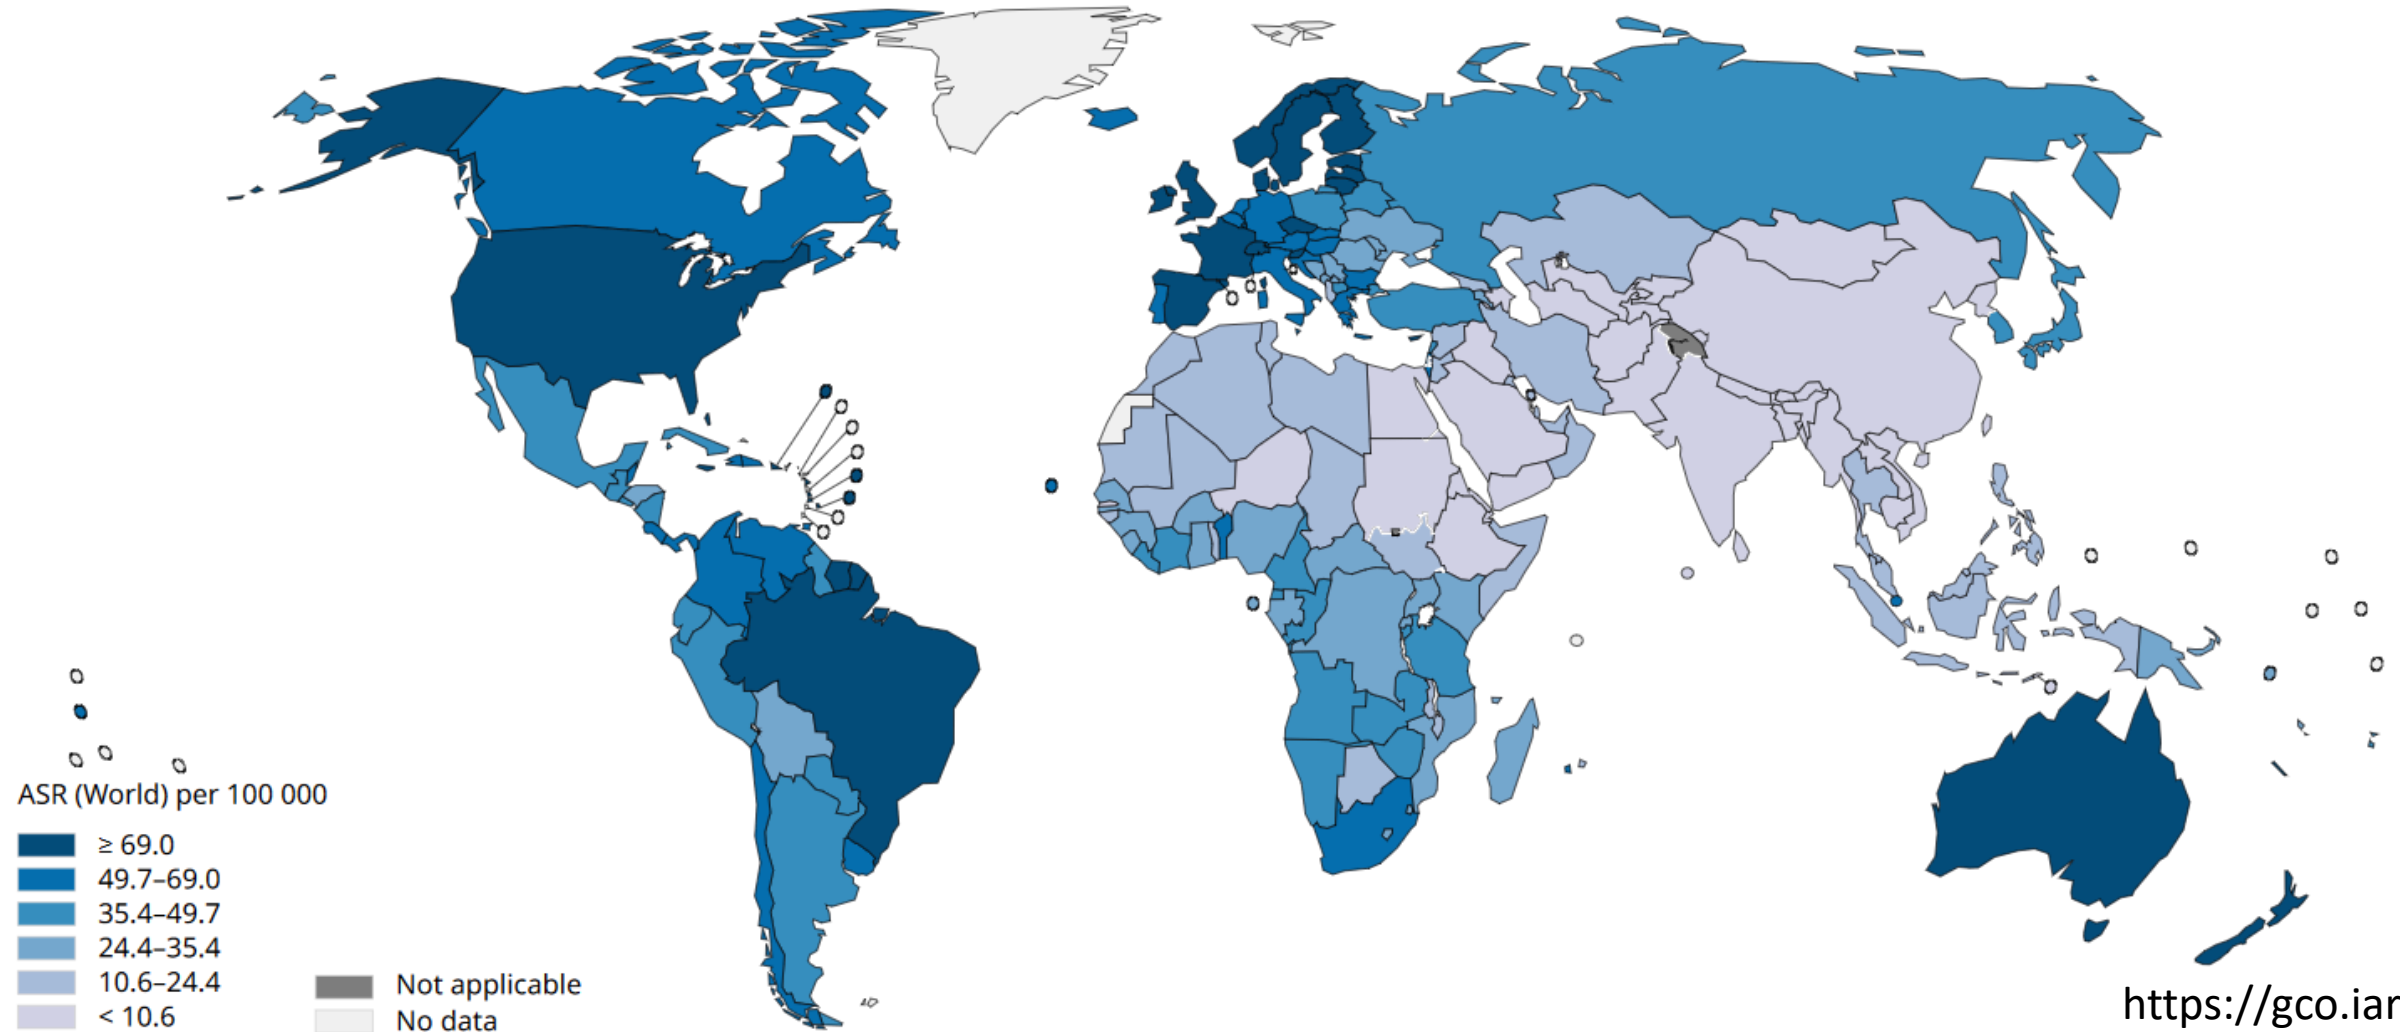 ASR (World) per 100 000
≥ 69.0
49.7–69.0
35.4–49.7
24.4–35.4
10.6–24.4
< 10.6
Not applicable
No data
https://gco.iar